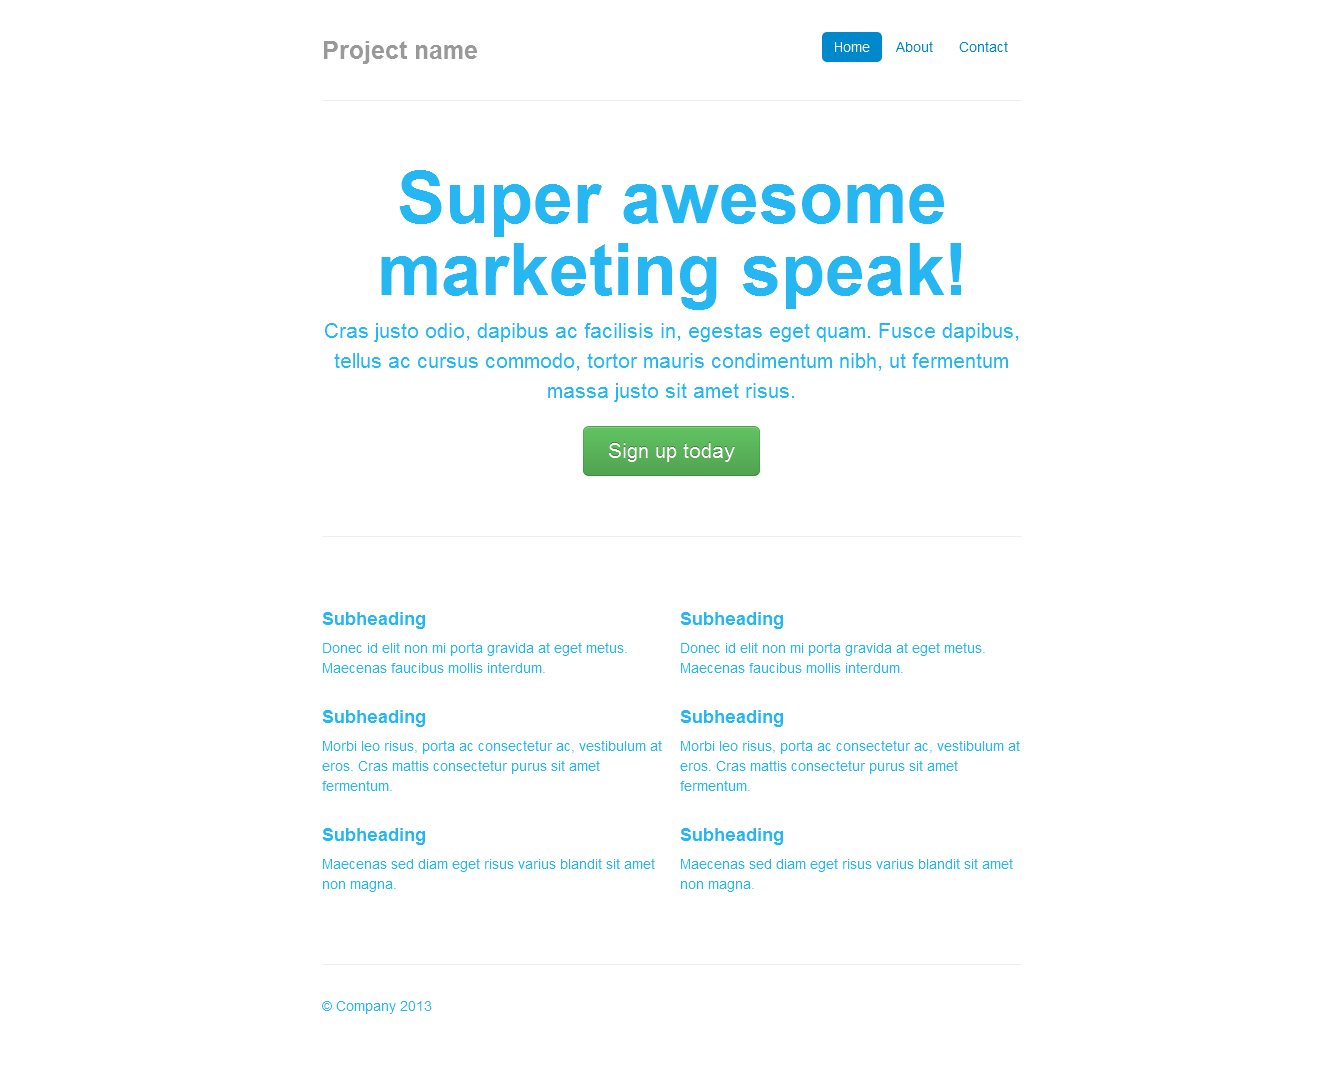 Project name
Home About Contact
Super awesome
marketing speak!
Cras justo odio, dapibus ac facilisis in, egestas eget quam. Fusce dapibus,
tellus ac cursus commodo, tortor mauris condimentum nibh, ut fermentum
massa justo sit amet risus.
Sign up today
Subheading
Donec id elit non mi porta gravida at eget metus.
Maecenas faucibus mollis interdum.
Subheading
Morbi leo risus, porta ac consectetur ac, vestibulum at
eros. Cras mattis consectetur purus sit amet
fermentum.
Subheading
Maecenas sed diam eget risus varius blandit sit amet
non magna.
Subheading
Donec id elit non mi porta gravida at eget metus.
Maecenas faucibus mollis interdum.
Subheading
Morbi leo risus, porta ac consectetur ac, vestibulum at
eros. Cras mattis consectetur purus sit amet
fermentum.
Subheading
Maecenas sed diam eget risus varius blandit sit amet
non magna.
© Company 2013